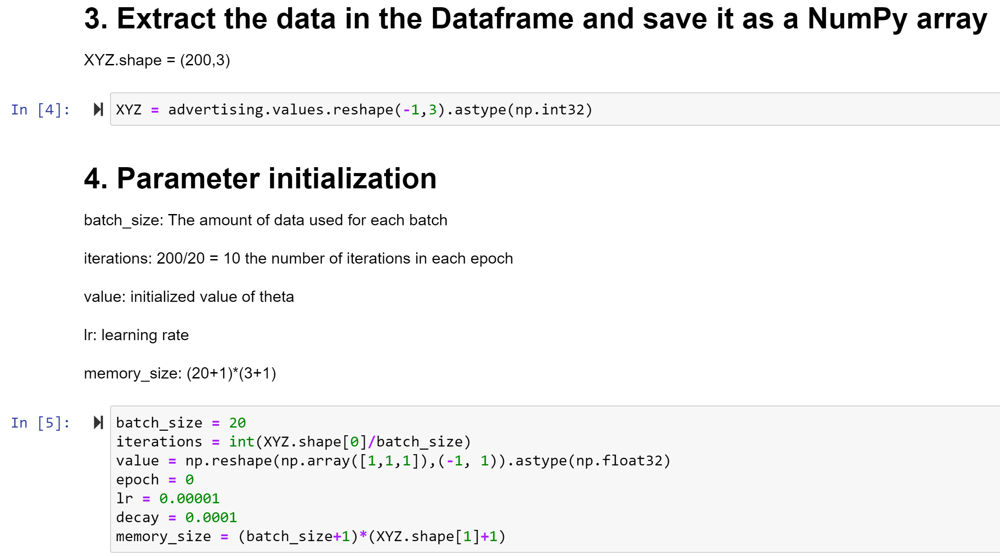 3. Extract the data in the Dataframe and save it as a NumPy array
XYZ.shape = (200,3)
In [4]: XYZ = advertising.values.reshape(-1,3).astype(np.int32)
4. Parameter initialization
batch_size: The amount of data used for each batch
iterations: 200/20 = 10 the number of iterations in each epoch
value: initialized value of theta
lr: learning rate
memory_size: (20+1)*(3+1)
In [5]: batch_size = 20
iterations = int(XYZ.shape[0]/batch_size)
value = np.reshape(np.array([1,1,1]),(-1, 1)).astype(np.float32)
epoch = 0
lr = 0.00001
decay = 0.0001
memory_size = (batch_size+1)*(XYZ.shape[1]+1)